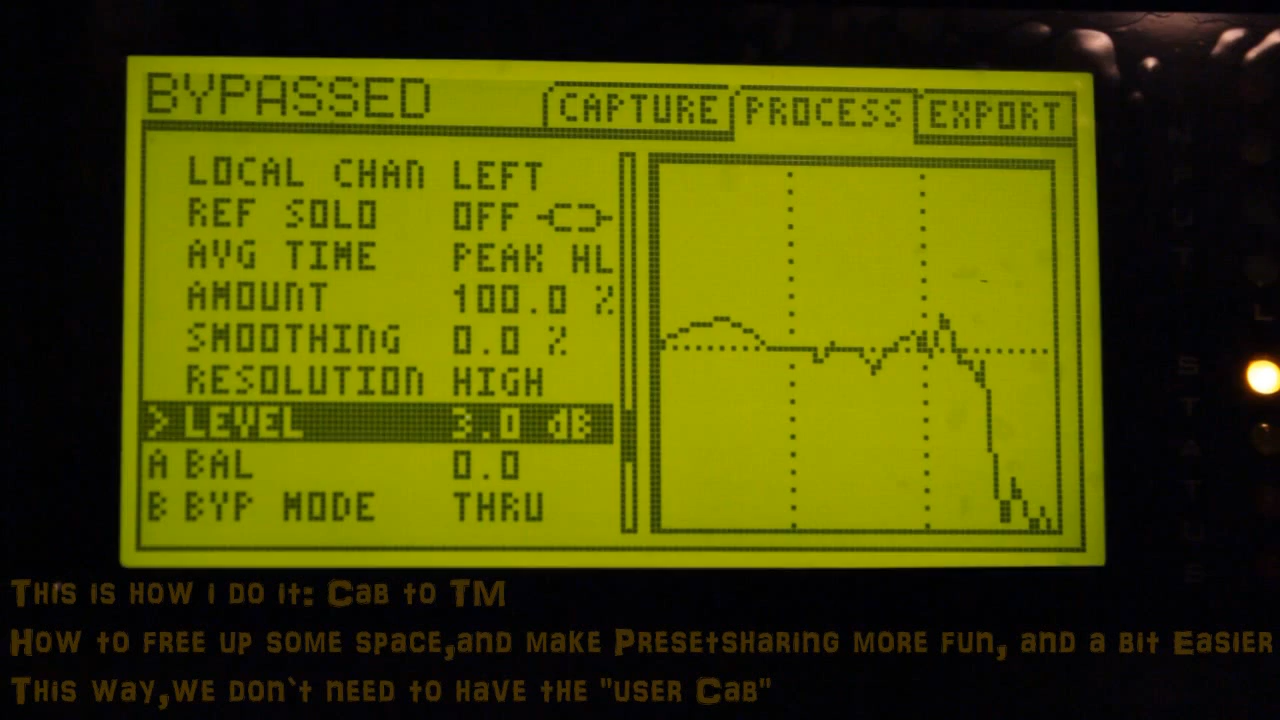 BYPASSED
CAPTURE PROCESS EXPORT
LOCAL CHAN LEFT
REF SOLO OFF
AVG TIME PEAK HL
AMOUNT 100.0 %
SMOOTHING 0.0 %
RESOLUTION HIGH
> LEVEL 3.0 dB
A BAL 0.0
B BYP MODE THRU
INPUT
L
STATUS
This is how i do it: Cab to TM
How to free up some space,and make Presetsharing more fun, and a bit Easier
This way,we don`t need to have the "user Cab"